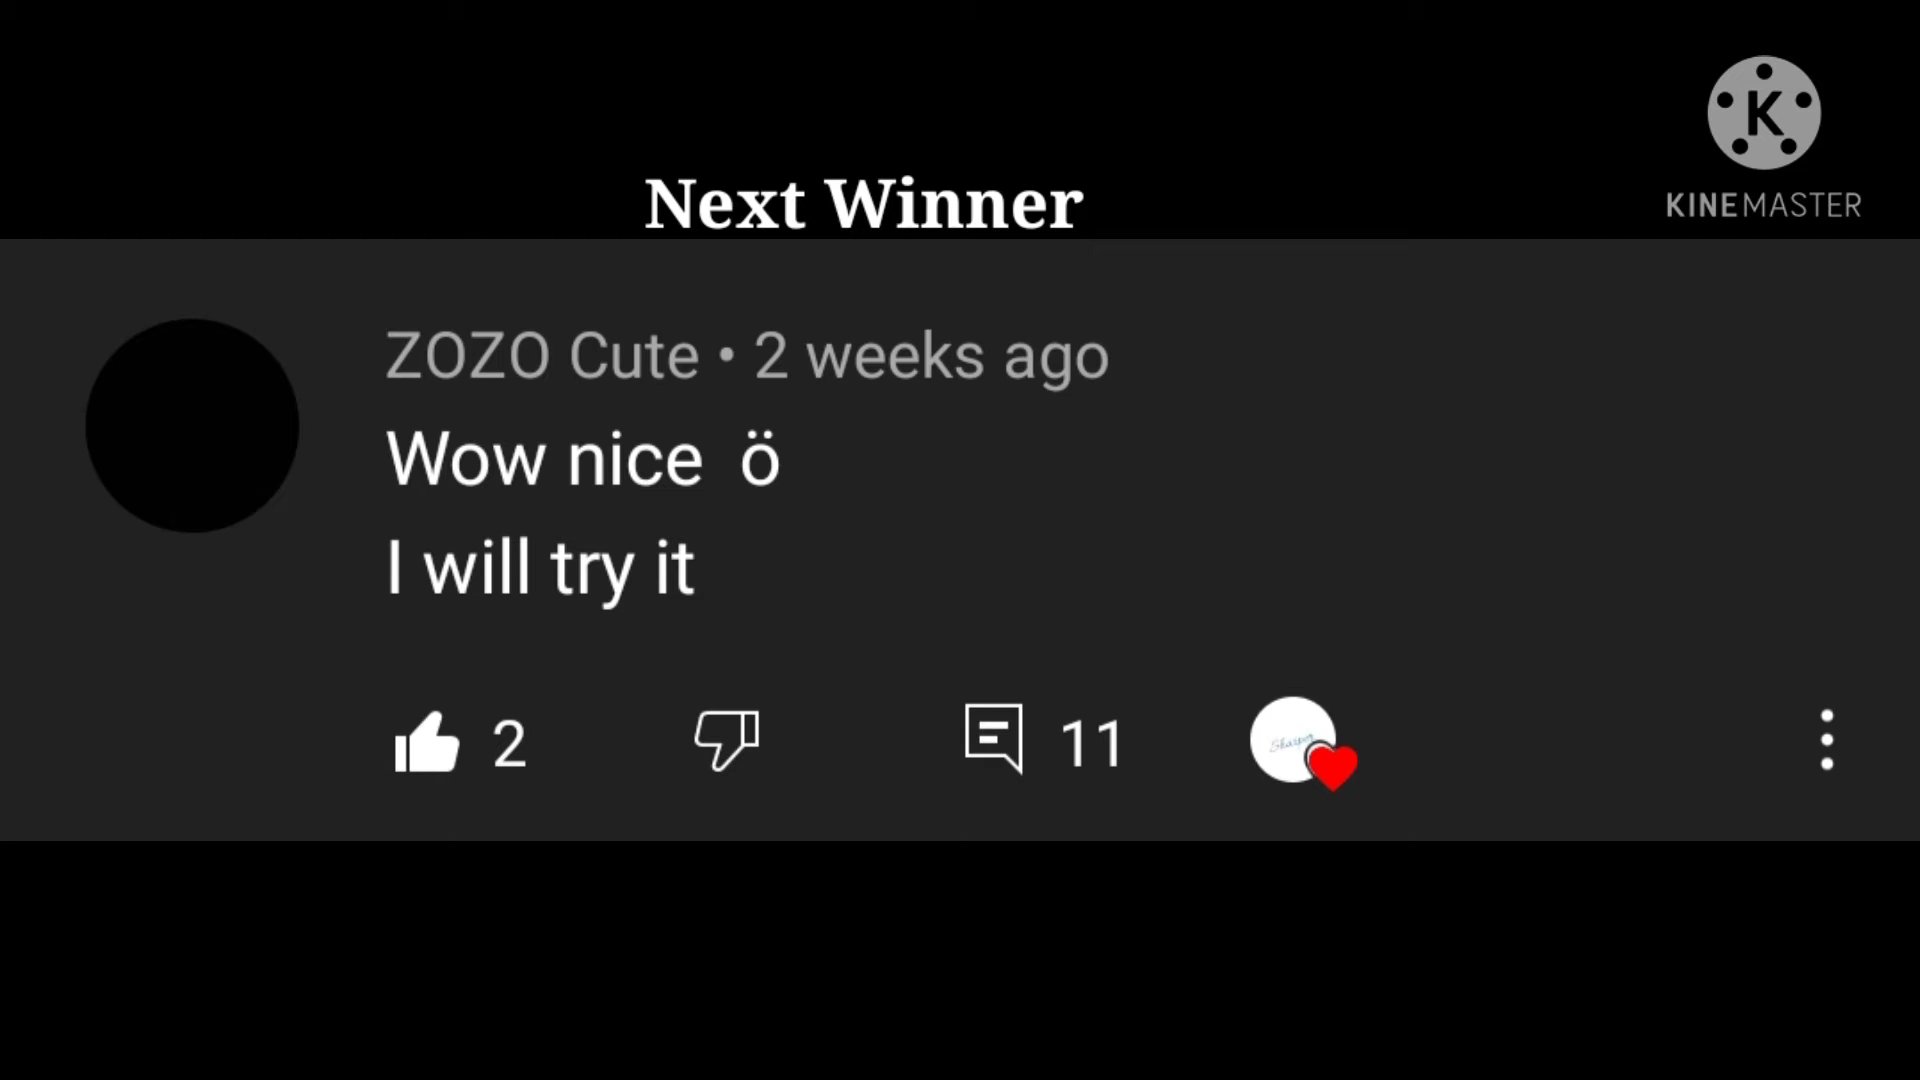 K
KINEMASTER
Next Winner
ZOZO Cute • 2 weeks ago
Wow nice ö
I will try it
2
11